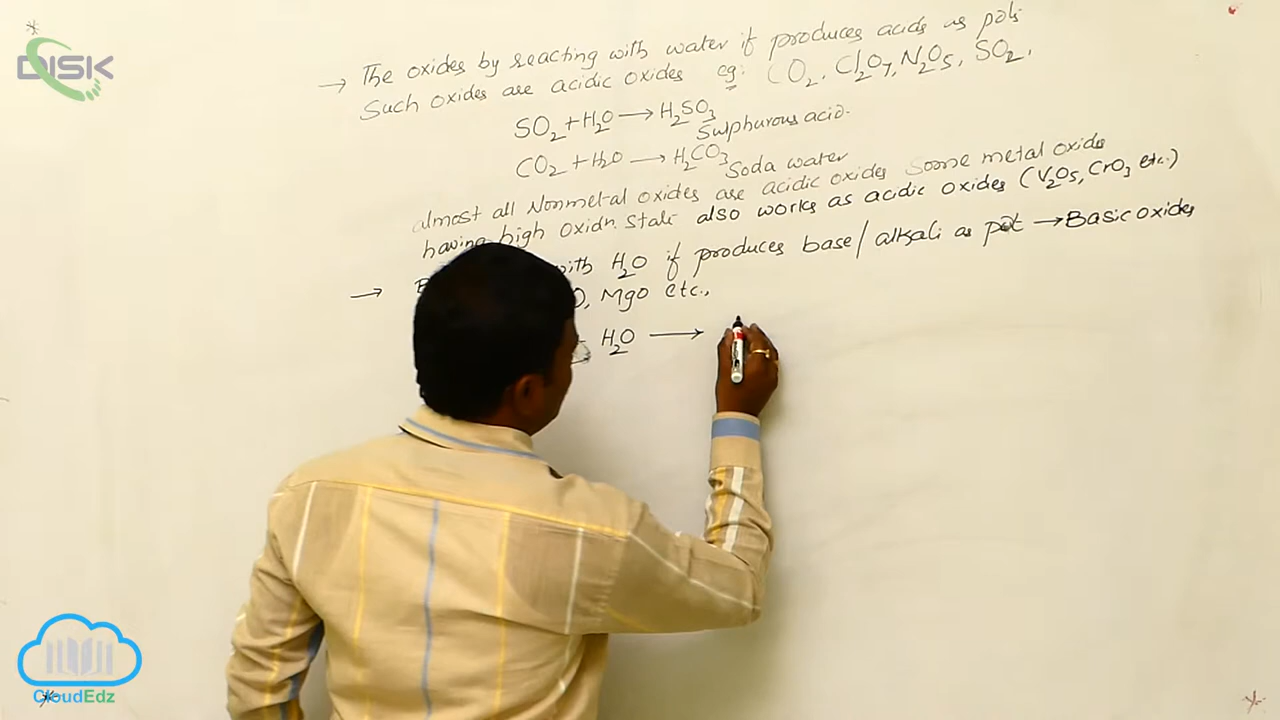 DISK
→ The oxides by reacting with water if produces acids as pdts
Such oxides are acidic oxides eg: CO2, Cl2O7, N2O5, SO2,
SO2 + H2O → H2SO3
Sulphurous acid.
CO2 + H2O → H2CO3 Soda water
almost all Nonmetal oxides are acidic oxides Some metal oxide
having high oxidn. state also works as acidic oxides (V2O5, CrO3 etc.)
→ with H2O if produces base/alkali as pdt → Basic oxides
O, MgO etc.,
H2O →
CloudEdz